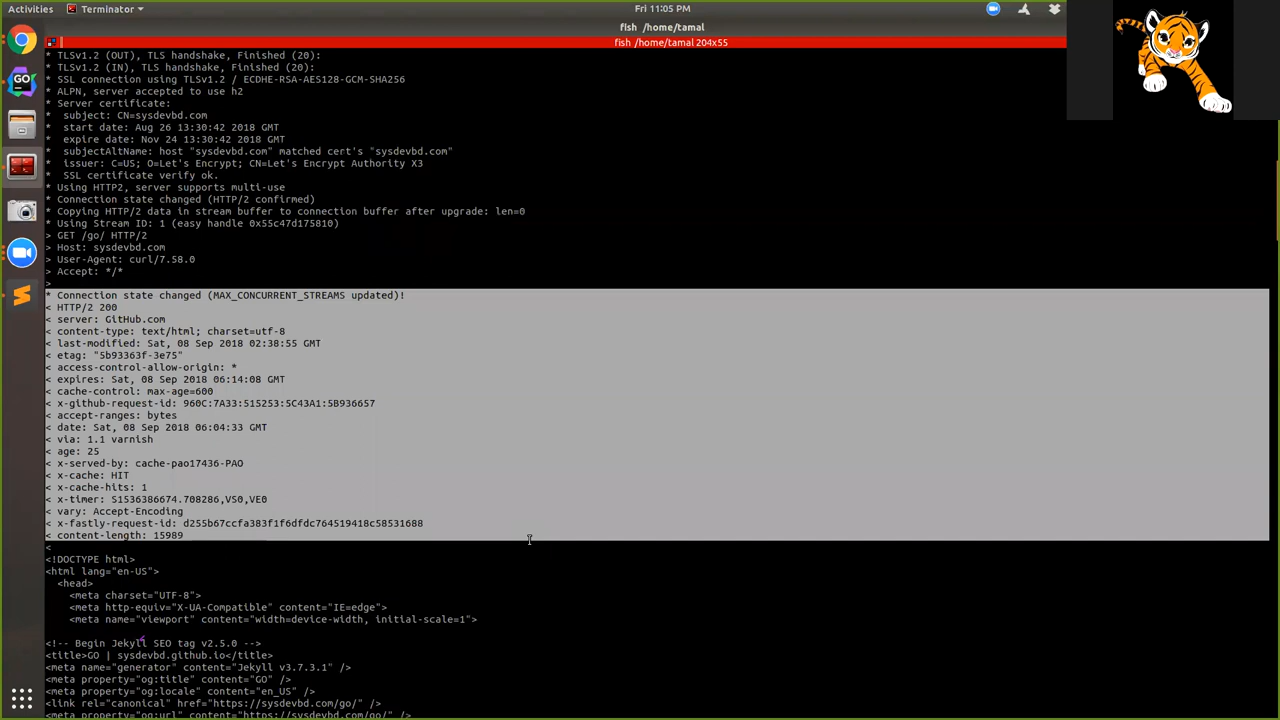 Activities
Terminator
Fri 11:05 PM
fish /home/tamal
fish /home/tamal 204x55
* TLSv1.2 (OUT), TLS handshake, Finished (20):
* TLSv1.2 (IN), TLS handshake, Finished (20):
* SSL connection using TLSv1.2 / ECDHE-RSA-AES128-GCM-SHA256
* ALPN, server accepted to use h2
* Server certificate:
*  subject: CN=sysdevbd.com
*  start date: Aug 26 13:30:42 2018 GMT
*  expire date: Nov 24 13:30:42 2018 GMT
*  subjectAltName: host "sysdevbd.com" matched cert's "sysdevbd.com"
*  issuer: C=US; O=Let's Encrypt; CN=Let's Encrypt Authority X3
*  SSL certificate verify ok.
* Using HTTP2, server supports multi-use
* Connection state changed (HTTP/2 confirmed)
* Copying HTTP/2 data in stream buffer to connection buffer after upgrade: len=0
* Using Stream ID: 1 (easy handle 0x55c47d175810)
> GET /go/ HTTP/2
> Host: sysdevbd.com
> User-Agent: curl/7.58.0
> Accept: */*
>
* Connection state changed (MAX_CONCURRENT_STREAMS updated)!
< HTTP/2 200
< server: GitHub.com
< content-type: text/html; charset=utf-8
< last-modified: Sat, 08 Sep 2018 02:38:55 GMT
< etag: "5b93363f-3e75"
< access-control-allow-origin: *
< expires: Sat, 08 Sep 2018 06:14:08 GMT
< cache-control: max-age=600
< x-github-request-id: 960C:7A33:515253:5C43A1:5B936657
< accept-ranges: bytes
< date: Sat, 08 Sep 2018 06:04:33 GMT
< via: 1.1 varnish
< age: 25
< x-served-by: cache-pao17436-PAO
< x-cache: HIT
< x-cache-hits: 1
< x-timer: S1536386674.708286,VS0,VE0
< vary: Accept-Encoding
< x-fastly-request-id: d255b67ccfa383f1f6dfdc764519418c58531688
< content-length: 15989
<
<!DOCTYPE html>
<html lang="en-US">
  <head>
    <meta charset="UTF-8">
    <meta http-equiv="X-UA-Compatible" content="IE=edge">
    <meta name="viewport" content="width=device-width, initial-scale=1">
<!-- Begin Jekyll SEO tag v2.5.0 -->
<title>GO | sysdevbd.github.io</title>
<meta name="generator" content="Jekyll v3.7.3.1" />
<meta property="og:title" content="GO" />
<meta property="og:locale" content="en_US" />
<link rel="canonical" href="https://sysdevbd.com/go/" />
<meta property="og:url" content="https://sysdevbd.com/go/" />